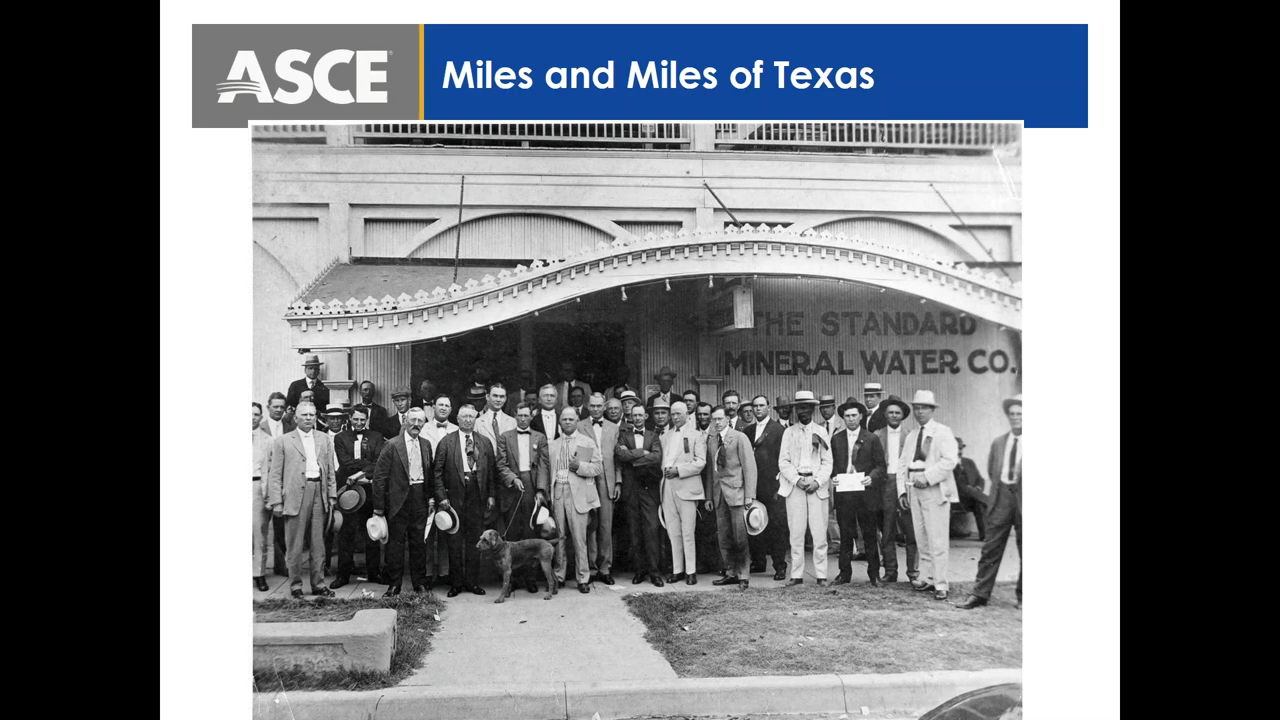 ASCE
Miles and Miles of Texas
THE STANDARD
MINERAL WATER CO.